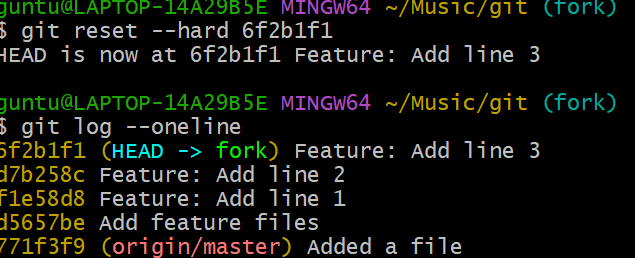 guntu@LAPTOP-14A29B5E MINGW64 ~/Music/git (fork)
$ git reset --hard 6f2b1f1
HEAD is now at 6f2b1f1 Feature: Add line 3
guntu@LAPTOP-14A29B5E MINGW64 ~/Music/git (fork)
$ git log --oneline
6f2b1f1 (HEAD -> fork) Feature: Add line 3
d7b258c Feature: Add line 2
f1e58d8 Feature: Add line 1
d5657be Add feature files
771f3f9 (origin/master) Added a file